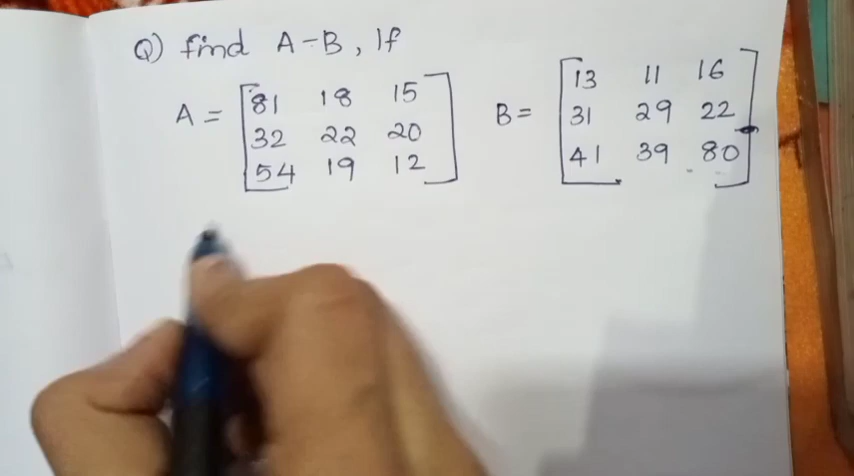 Q) find A-B, If
A = [81 18 15 B= [13 11 16
32 22 20 31 29 22
54 19 12] 41 39 80]